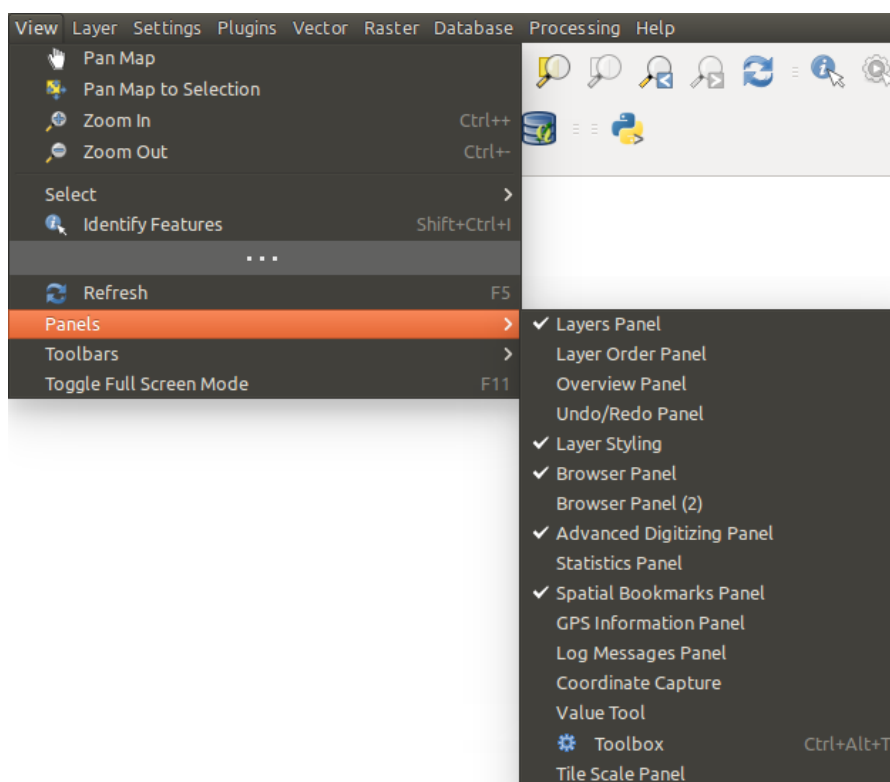 View Layer Settings Plugins Vector Raster Database Processing Help
Pan Map
Pan Map to Selection
Zoom In Ctrl++
Zoom Out Ctrl+-
Select
Identify Features Shift+Ctrl+I
...
Refresh F5
Panels
Toolbars
Toggle Full Screen Mode F11
Layers Panel
Layer Order Panel
Overview Panel
Undo/Redo Panel
Layer Styling
Browser Panel
Browser Panel (2)
Advanced Digitizing Panel
Statistics Panel
Spatial Bookmarks Panel
GPS Information Panel
Log Messages Panel
Coordinate Capture
Value Tool
Toolbox Ctrl+Alt+T
Tile Scale Panel